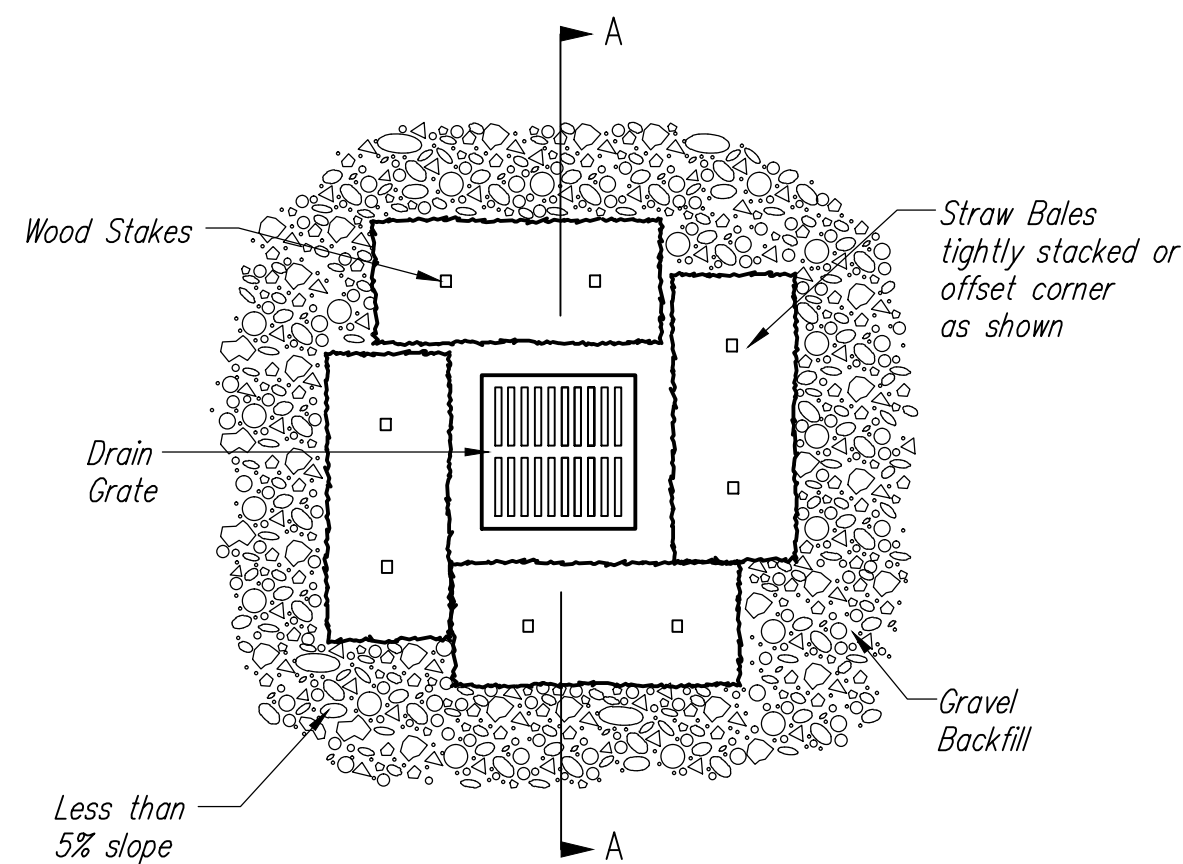 A
Wood Stakes
Straw Bales
tightly stacked or
offset corner
as shown
Drain
Grate
Gravel
Backfill
Less than
5% slope
A